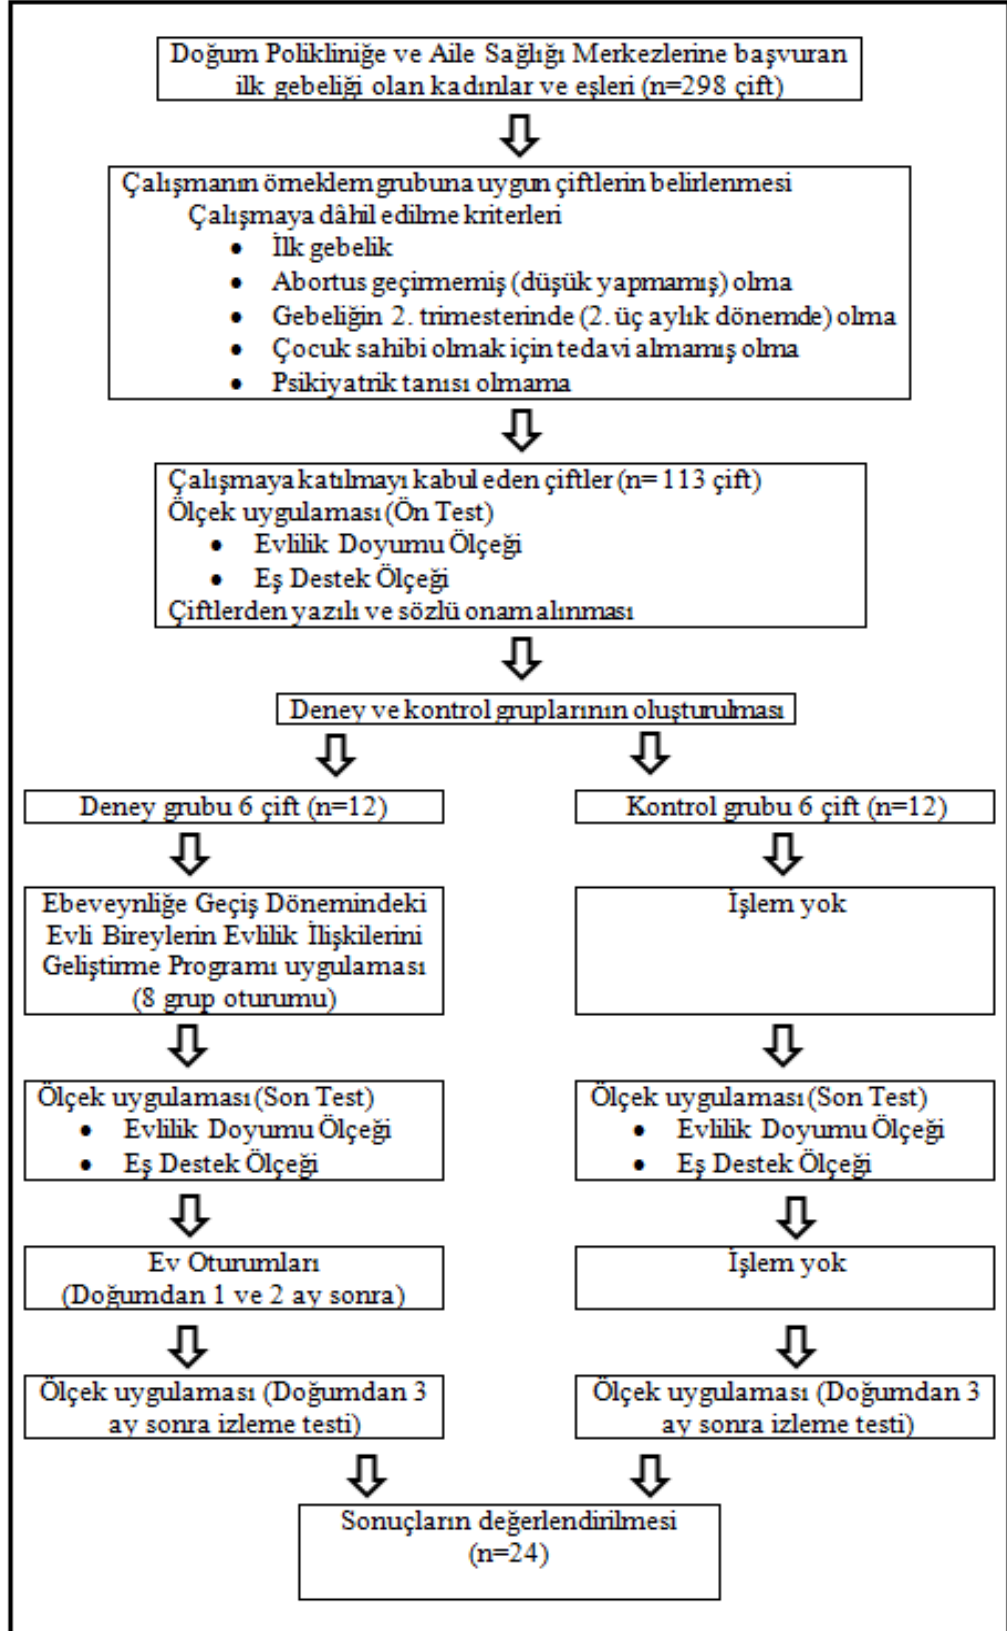 Doğum Polikliniğe ve Aile Sağlığı Merkezlerine başvuran
ilk gebeliği olan kadınlar ve eşleri (n=298 çift)
Çalışmanın örneklem grubuna uygun çiftlerin belirlenmesi
Çalışmaya dâhil edilme kriterleri
• İlk gebelik
• Abortus geçirmemiş (düşük yapmamış) olma
• Gebeliğin 2. trimesterinde (2. üç aylık dönemde) olma
• Çocuk sahibi olmak için tedavi almamış olma
• Psikiyatrik tanısı olmama
Çalışmaya katılmayı kabul eden çiftler (n= 113 çift)
Ölçek uygulaması (Ön Test)
• Evlilik Doyumu Ölçeği
• Eş Destek Ölçeği
Çiftlerden yazılı ve sözlü onam alınması
Deney ve kontrol gruplarının oluşturulması
Deney grubu 6 çift (n=12)
Kontrol grubu 6 çift (n=12)
Ebeveynliğe Geçiş Dönemindeki
Evli Bireylerin Evlilik İlişkilerini
Geliştirme Programı uygulaması
(8 grup oturumu)
İşlem yok
Ölçek uygulaması (Son Test)
• Evlilik Doyumu Ölçeği
• Eş Destek Ölçeği
Ölçek uygulaması (Son Test)
• Evlilik Doyumu Ölçeği
• Eş Destek Ölçeği
Ev Oturumları
(Doğumdan 1 ve 2 ay sonra)
İşlem yok
Ölçek uygulaması (Doğumdan 3
ay sonra izleme testi)
Ölçek uygulaması (Doğumdan 3
ay sonra izleme testi)
Sonuçların değerlendirilmesi
(n=24)